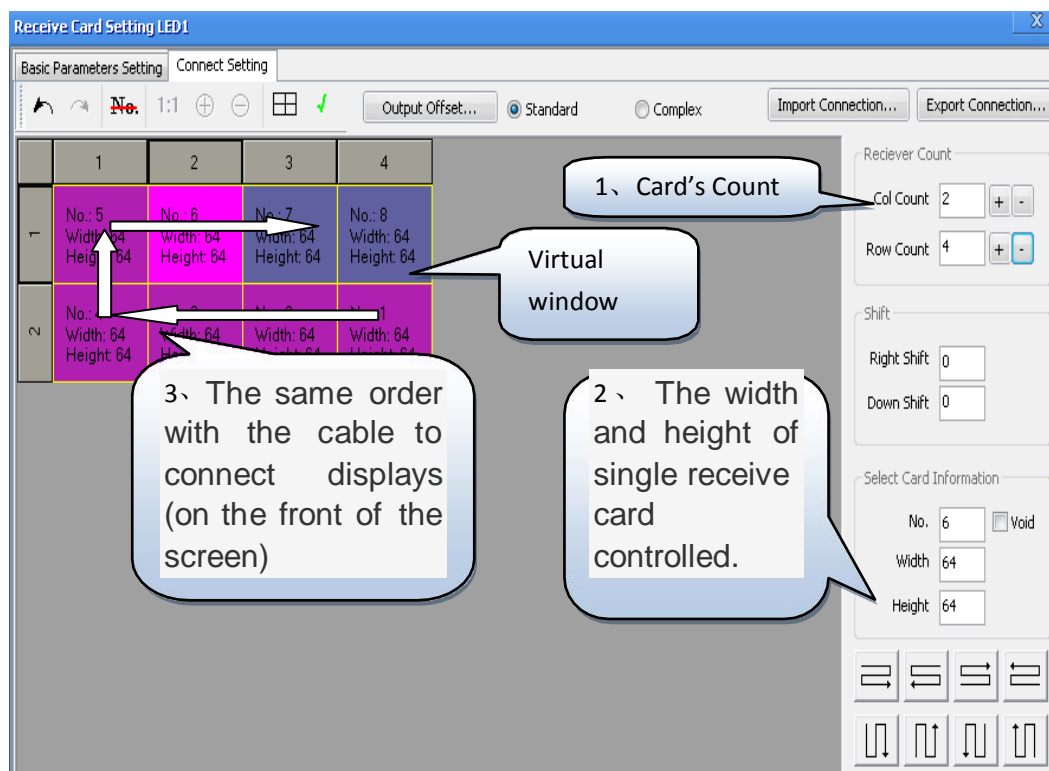 Receive Card Setting LED1
X
Basic Parameters Setting Connect Setting
No. 1:1 Output Offset... Standard Complex Import Connection... Export Connection...
1 2 3 4
1
No.: 5
Width: 64
Height: 64
No.: 6
Width: 64
Height: 64
No.: 7
Width: 64
Height: 64
No.: 8
Width: 64
Height: 64
2
No.:
Width: 64
Height: 64
Width: 64
Width: 64
1
Width: 64
1、Card's Count
Virtual
window
3、The same order
with the cable to
connect displays
(on the front of the
screen)
2、 The width
and height of
single receive
card
controlled.
Reciever Count
Col Count 2 + -
Row Count 4 + -
Shift
Right Shift 0
Down Shift 0
Select Card Information
No. 6 Void
Width 64
Height 64